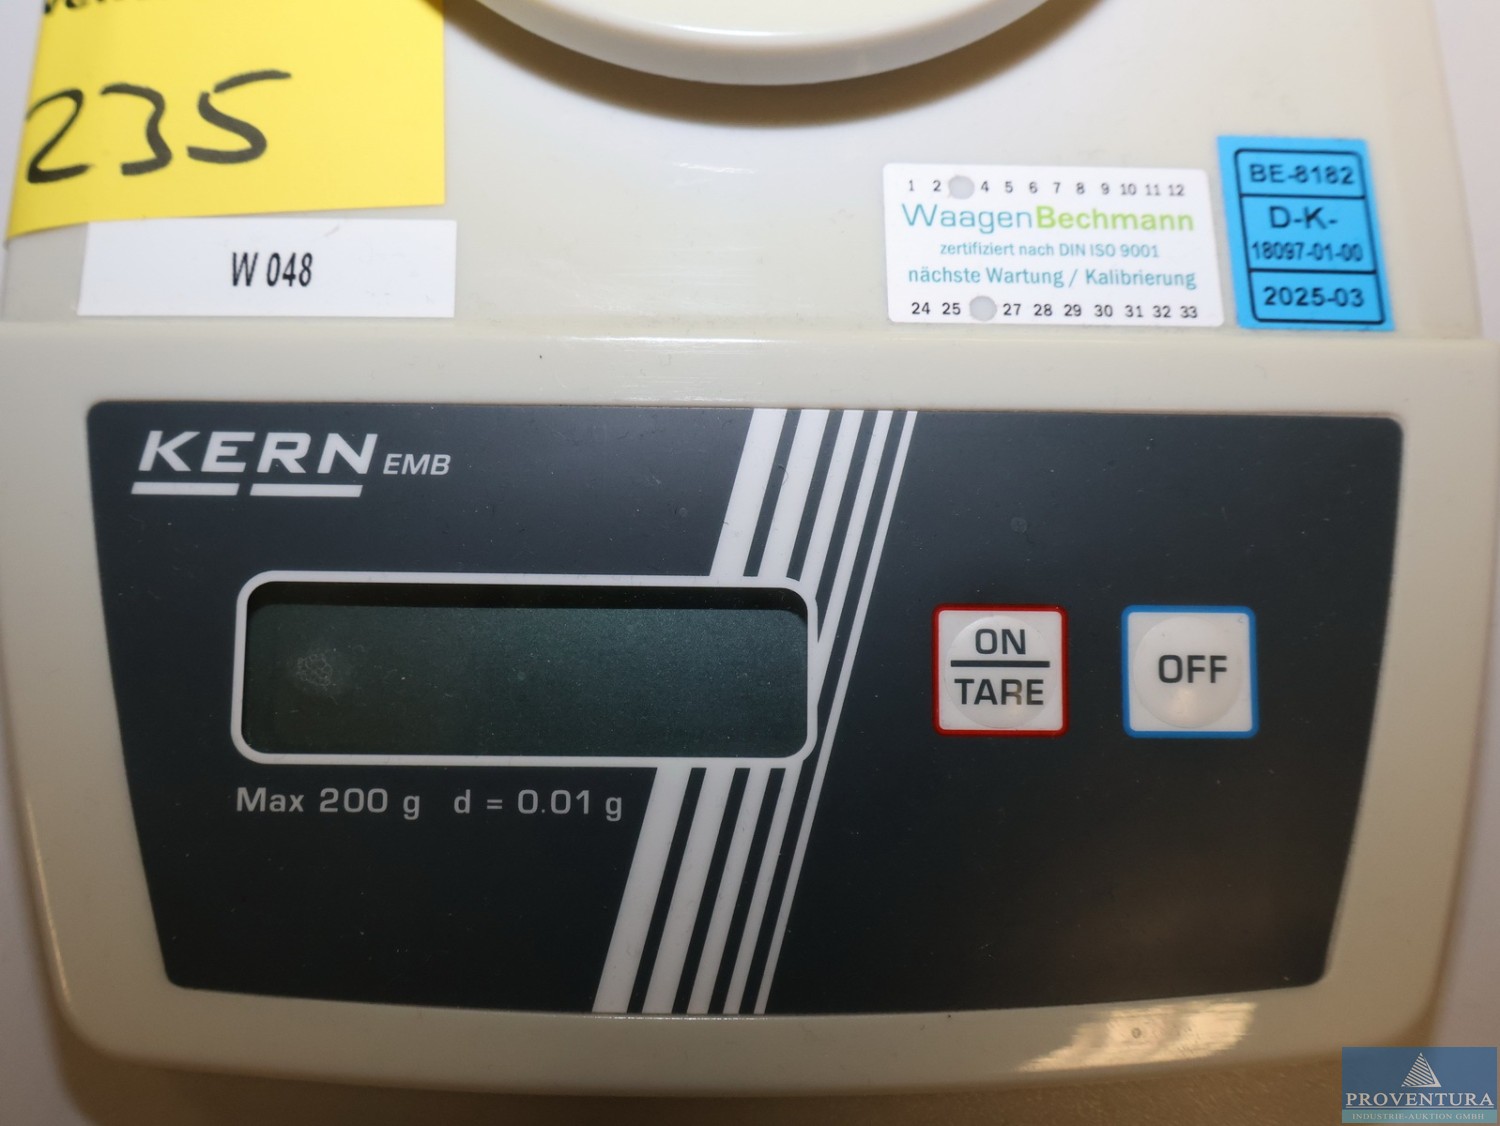 235
W 048
1 2 4 5 6 7 8 9 10 11 12
WaagenBechmann
zertifiziert nach DIN ISO 9001
nächste Wartung / Kalibrierung
24 25 27 28 29 30 31 32 33
BE-8182
D-K-
18097-01-00
2025-03
KERN EMB
ON
TARE
OFF
Max 200 g d = 0.01 g
PROVENTURA
INDUSTRIE-AUKTION GMBH